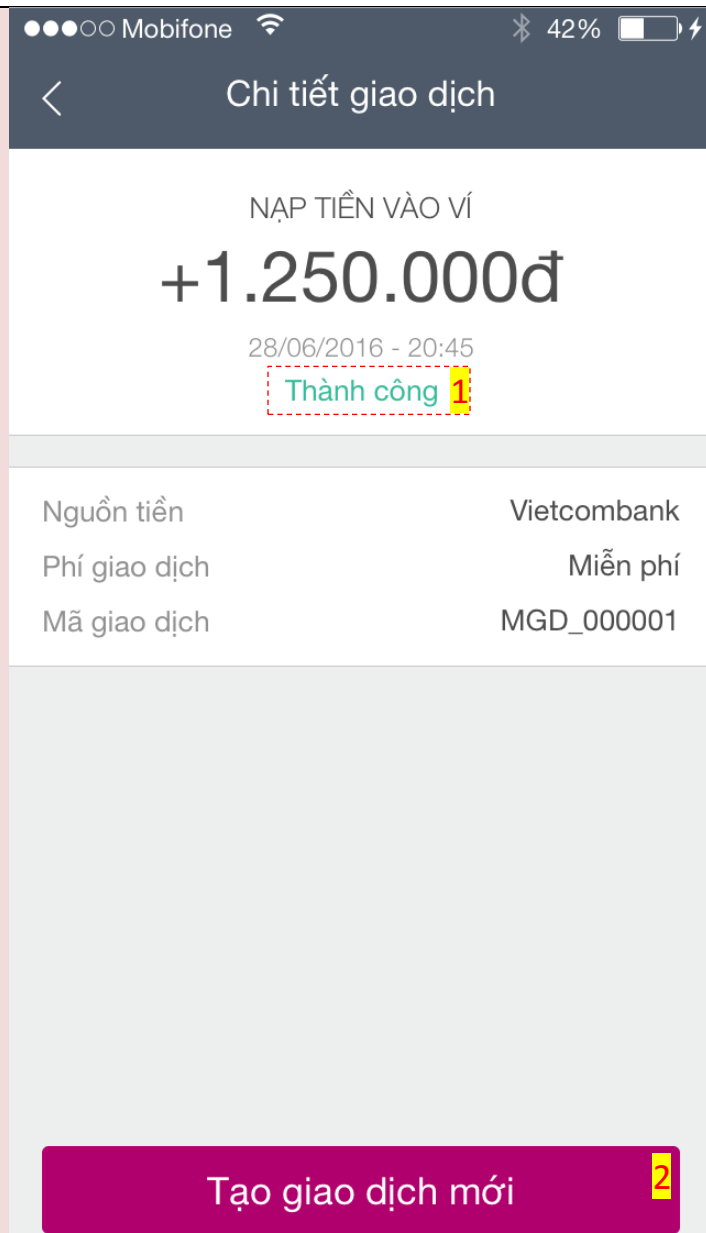 Mobifone 42%
Chi tiết giao dịch
NẠP TIỀN VÀO VÍ
+1.250.000đ
28/06/2016 - 20:45
Thành công 1
Nguồn tiền Vietcombank
Phí giao dịch Miễn phí
Mã giao dịch MGD_000001
Tạo giao dịch mới 2